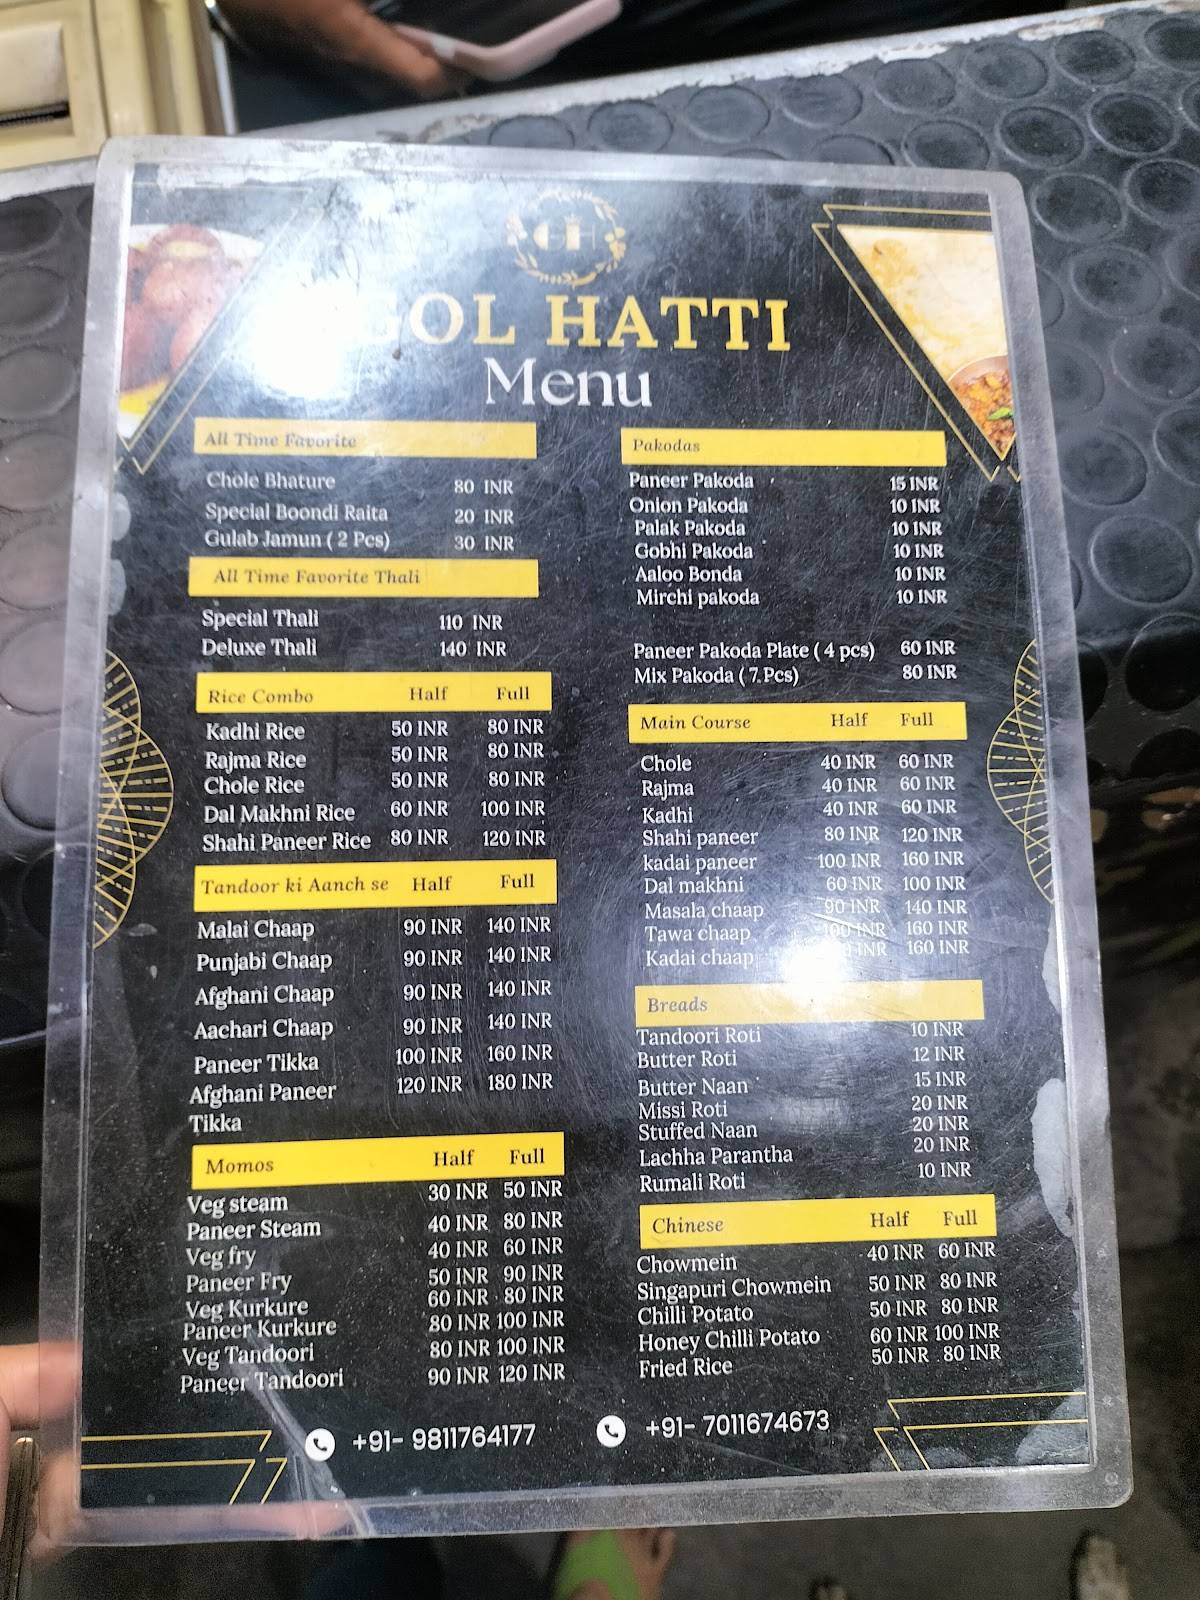 GH
GOL HATTI
Menu
All Time Favorite
Chole Bhature 80 INR
Special Boondi Raita 20 INR
Gulab Jamun ( 2 Pcs) 30 INR
All Time Favorite Thali
Special Thali 110 INR
Deluxe Thali 140 INR
Rice Combo Half Full
Kadhi Rice 50 INR 80 INR
Rajma Rice 50 INR 80 INR
Chole Rice 50 INR 80 INR
Dal Makhni Rice 60 INR 100 INR
Shahi Paneer Rice 80 INR 120 INR
Tandoor ki Aanch se Half Full
Malai Chaap 90 INR 140 INR
Punjabi Chaap 90 INR 140 INR
Afghani Chaap 90 INR 140 INR
Aachari Chaap 90 INR 140 INR
Paneer Tikka 100 INR 160 INR
Afghani Paneer 120 INR 180 INR
Tikka
Momos Half Full
Veg steam 30 INR 50 INR
Paneer Steam 40 INR 80 INR
Veg fry 40 INR 60 INR
Paneer Fry 50 INR 90 INR
Veg Kurkure 60 INR 80 INR
Paneer Kurkure 80 INR 100 INR
Veg Tandoori 80 INR 100 INR
Paneer Tandoori 90 INR 120 INR
Pakodas
Paneer Pakoda 15 INR
Onion Pakoda 10 INR
Palak Pakoda 10 INR
Gobhi Pakoda 10 INR
Aaloo Bonda 10 INR
Mirchi pakoda 10 INR
Paneer Pakoda Plate ( 4 pcs) 60 INR
Mix Pakoda ( 7 Pcs) 80 INR
Main Course Half Full
Chole 40 INR 60 INR
Rajma 40 INR 60 INR
Kadhi 40 INR 60 INR
Shahi paneer 80 INR 120 INR
kadai paneer 100 INR 160 INR
Dal makhni 60 INR 100 INR
Masala chaap 90 INR 140 INR
Tawa chaap 100 INR 160 INR
Kadai chaap INR 160 INR
Breads
Tandoori Roti 10 INR
Butter Roti 12 INR
Butter Naan 15 INR
Missi Roti 20 INR
Stuffed Naan 20 INR
Lachha Parantha 20 INR
Rumali Roti 10 INR
Chinese Half Full
Chowmein 40 INR 60 INR
Singapuri Chowmein 50 INR 80 INR
Chilli Potato 50 INR 80 INR
Honey Chilli Potato 60 INR 100 INR
Fried Rice 50 INR 80 INR
+91- 9811764177 +91- 7011674673